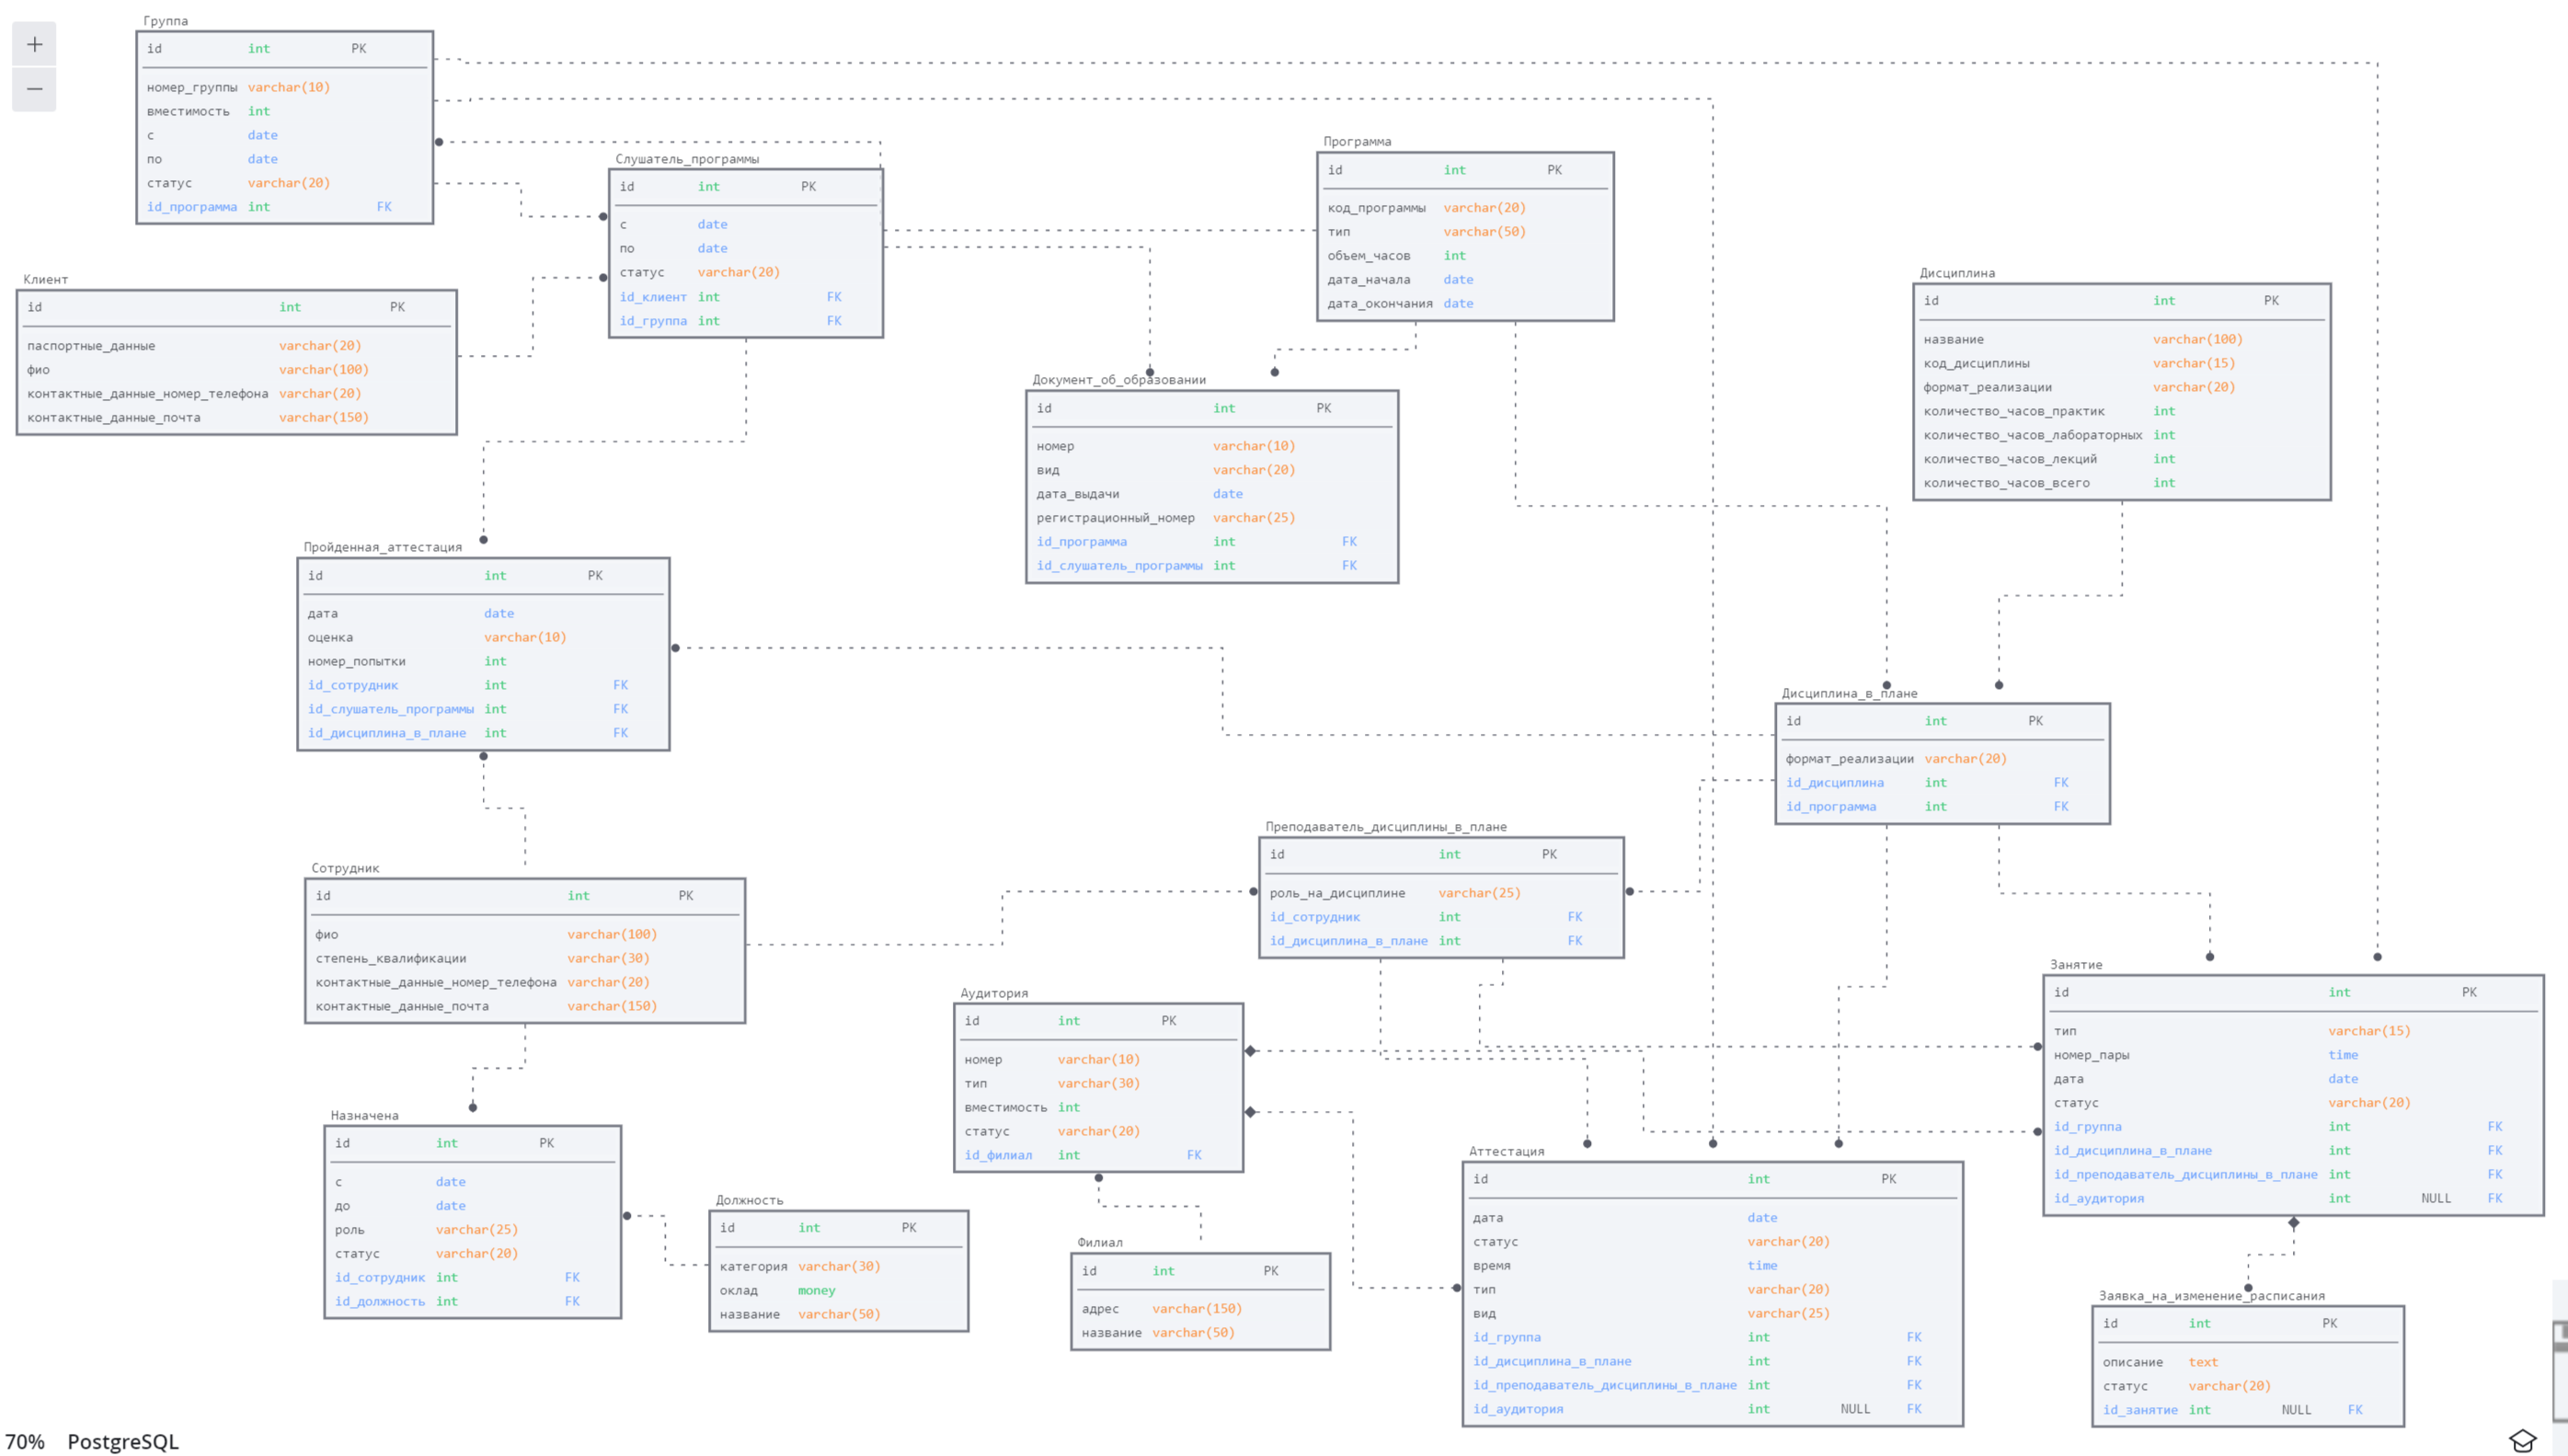 +
−
Группа
id int PK
номер_группы varchar(10)
вместимость int
с date
по date
статус varchar(20)
id_программа int FK
Слушатель_программы
id int PK
с date
по date
статус varchar(20)
id_клиент int FK
id_группа int FK
Программа
id int PK
код_программы varchar(20)
тип varchar(50)
объем_часов int
дата_начала date
дата_окончания date
Клиент
id int PK
паспортные_данные varchar(20)
фио varchar(100)
контактные_данные_номер_телефона varchar(20)
контактные_данные_почта varchar(150)
Дисциплина
id int PK
название varchar(100)
код_дисциплины varchar(15)
формат_реализации varchar(20)
количество_часов_практик int
количество_часов_лабораторных int
количество_часов_лекций int
количество_часов_всего int
Документ_об_образовании
id int PK
номер varchar(10)
вид varchar(20)
дата_выдачи date
регистрационный_номер varchar(25)
id_программа int FK
id_слушатель_программы int FK
Пройденная_аттестация
id int PK
дата date
оценка varchar(10)
номер_попытки int
id_сотрудник int FK
id_слушатель_программы int FK
id_дисциплина_в_плане int FK
Дисциплина_в_плане
id int PK
формат_реализации varchar(20)
id_дисциплина int FK
id_программа int FK
Преподаватель_дисциплины_в_плане
id int PK
роль_на_дисциплине varchar(25)
id_сотрудник int FK
id_дисциплина_в_плане int FK
Сотрудник
id int PK
фио varchar(100)
степень_квалификации varchar(30)
контактные_данные_номер_телефона varchar(20)
контактные_данные_почта varchar(150)
Занятие
id int PK
тип varchar(15)
номер_пары time
дата date
статус varchar(20)
id_группа int FK
id_дисциплина_в_плане int FK
id_преподаватель_дисциплины_в_плане int FK
id_аудитория int NULL FK
Аудитория
id int PK
номер varchar(10)
тип varchar(30)
вместимость int
статус varchar(20)
id_филиал int FK
Назначена
id int PK
с date
до date
роль varchar(25)
статус varchar(20)
id_сотрудник int FK
id_должность int FK
Должность
id int PK
категория varchar(30)
оклад money
название varchar(50)
Филиал
id int PK
адрес varchar(150)
название varchar(50)
Аттестация
id int PK
дата date
статус varchar(20)
время time
тип varchar(20)
вид varchar(25)
id_группа int FK
id_дисциплина_в_плане int FK
id_преподаватель_дисциплины_в_плане int FK
id_аудитория int NULL FK
Заявка_на_изменение_расписания
id int PK
описание text
статус varchar(20)
id_занятие int NULL FK
70% PostgreSQL